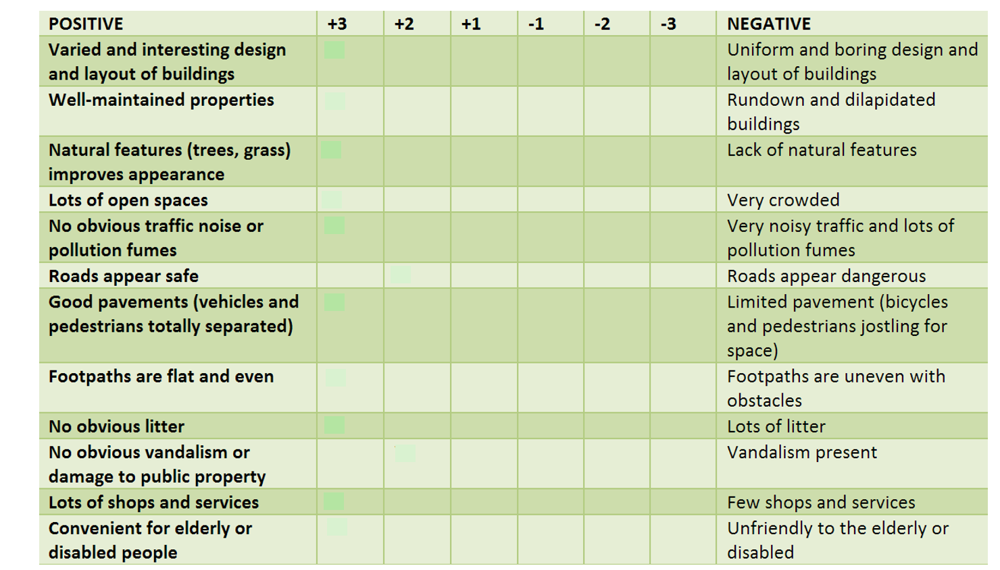 POSITIVE +3 +2 +1 -1 -2 -3 NEGATIVE
Varied and interesting design
and layout of buildings
Uniform and boring design and
layout of buildings
Well-maintained properties
Rundown and dilapidated
buildings
Natural features (trees, grass)
improves appearance
Lack of natural features
Lots of open spaces
Very crowded
No obvious traffic noise or
pollution fumes
Very noisy traffic and lots of
pollution fumes
Roads appear safe
Roads appear dangerous
Good pavements (vehicles and
pedestrians totally separated)
Limited pavement (bicycles
and pedestrians jostling for
space)
Footpaths are flat and even
Footpaths are uneven with
obstacles
No obvious litter
Lots of litter
No obvious vandalism or
damage to public property
Vandalism present
Lots of shops and services
Few shops and services
Convenient for elderly or
disabled people
Unfriendly to the elderly or
disabled